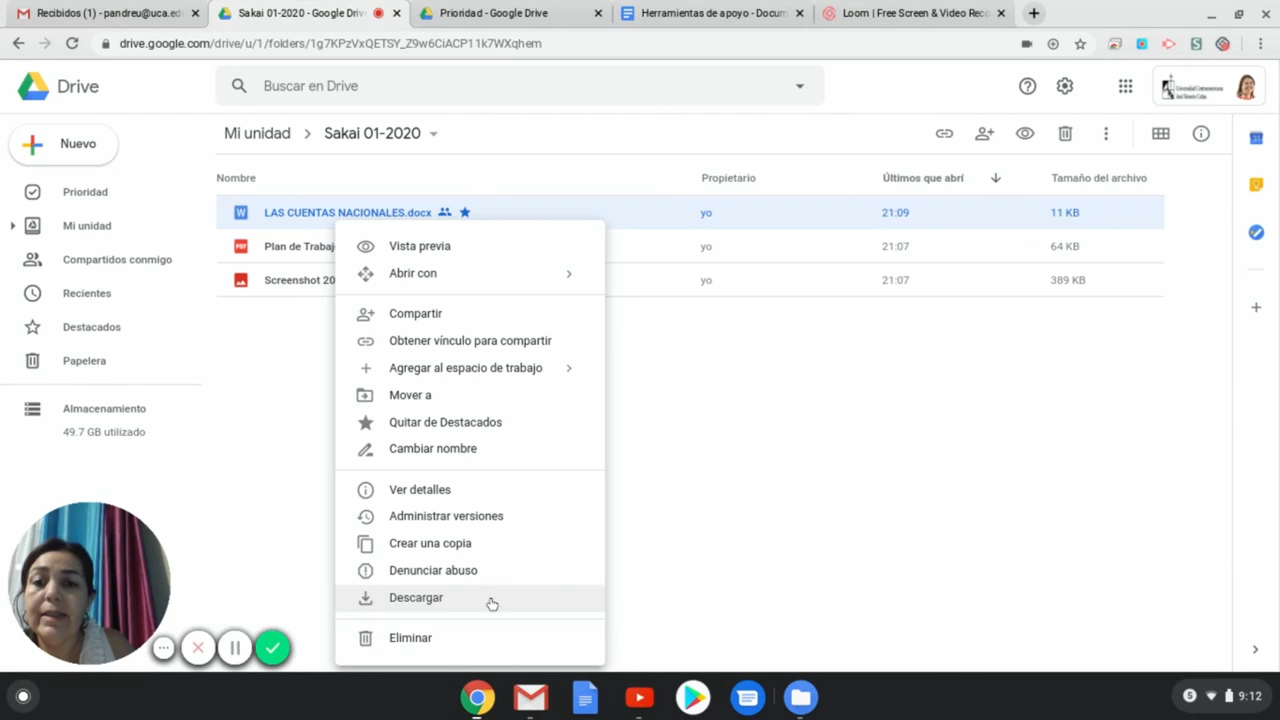 Recibidos (1) - pandreu@uca.ed
Sakai 01-2020 - Google Driv
Prioridad - Google Drive
Herramientas de apoyo - Docum
Loom | Free Screen & Video Rec
drive.google.com/drive/u/1/folders/1g7KPzVxQETSY_Z9w6CiACP11k7WXqhem
Drive
Buscar en Drive
Nuevo
Mi unidad > Sakai 01-2020
Nombre
Propietario
Últimos que abrí
Tamaño del archivo
Prioridad
Mi unidad
Compartidos conmigo
Recientes
Destacados
Papelera
Almacenamiento
49.7 GB utilizado
LAS CUENTAS NACIONALES.docx
yo
21:09
11 KB
PDF
Plan de Trabaj
yo
21:07
64 KB
Screenshot 20
yo
21:07
389 KB
Vista previa
Abrir con
Compartir
Obtener vínculo para compartir
Agregar al espacio de trabajo
Mover a
Quitar de Destacados
Cambiar nombre
Ver detalles
Administrar versiones
Crear una copia
Denunciar abuso
Descargar
Eliminar
5
9:12